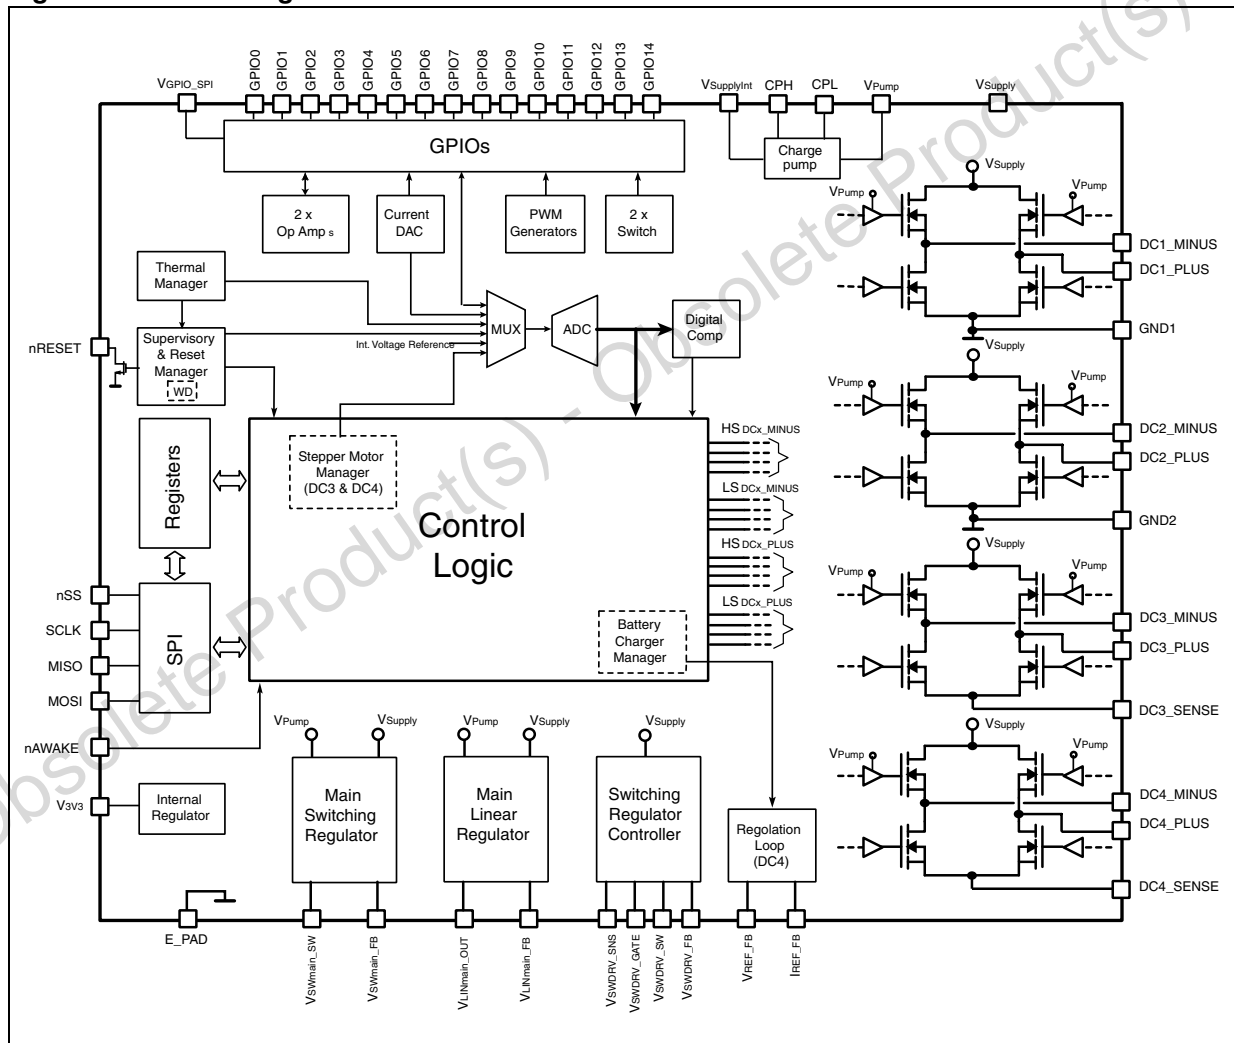 GPIO0
GPIO1
GPIO2
GPIO3
GPIO4
GPIO5
GPIO6
GPIO7
GPIO8
GPIO9
GPIO10
GPIO11
GPIO12
GPIO13
GPIO14
VGPIO_SPI
VSupplyInt
CPH
CPL
VPump
VSupply
GPIOs
Charge
pump
2 x
Op Amp s
Current
DAC
PWM
Generators
2 x
Switch
Thermal
Manager
Supervisory
& Reset
Manager
WD
nRESET
Int. Voltage Reference
MUX
ADC
Digital
Comp
Registers
SPI
nSS
SCLK
MISO
MOSI
nAWAKE
V3V3
Internal
Regulator
E_PAD
Stepper Motor
Manager
(DC3 & DC4)
Control
Logic
Battery
Charger
Manager
HS DCx_MINUS
LS DCx_MINUS
HS DCx_PLUS
LS DCx_PLUS
VPump
VSupply
Main
Switching
Regulator
VPump
VSupply
Main
Linear
Regulator
VSupply
Switching
Regulator
Controller
Regolation
Loop
(DC4)
VSWmain_SW
VSWmain_FB
VLINmain_OUT
VLINmain_FB
VSWDRV_SNS
VSWDRV_GATE
VSWDRV_SW
VSWDRV_FB
VREF_FB
IREF_FB
VSupply
VPump
VPump
DC1_MINUS
DC1_PLUS
GND1
VSupply
VPump
VPump
DC2_MINUS
DC2_PLUS
GND2
VSupply
VPump
VPump
DC3_MINUS
DC3_PLUS
DC3_SENSE
VSupply
VPump
VPump
DC4_MINUS
DC4_PLUS
DC4_SENSE
Obsolete Product(s) - Obsolete Product(s)